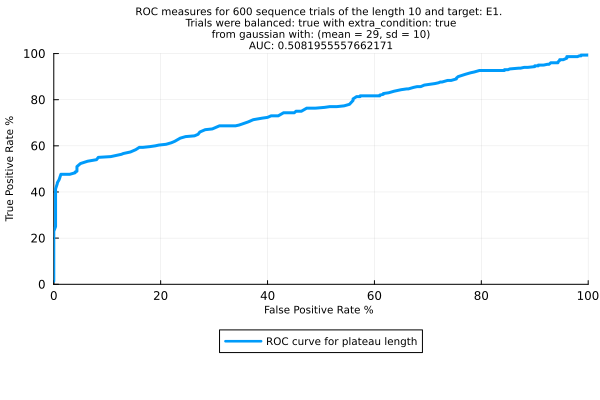 ROC measures for 600 sequence trials of the length 10 and target: E1.
Trials were balanced: true with extra_condition: true
from gaussian with: (mean = 29, sd = 10)
AUC: 0.5081955557662171
100
80
60
40
20
0
True Positive Rate %
0 20 40 60 80 100
False Positive Rate %
ROC curve for plateau length